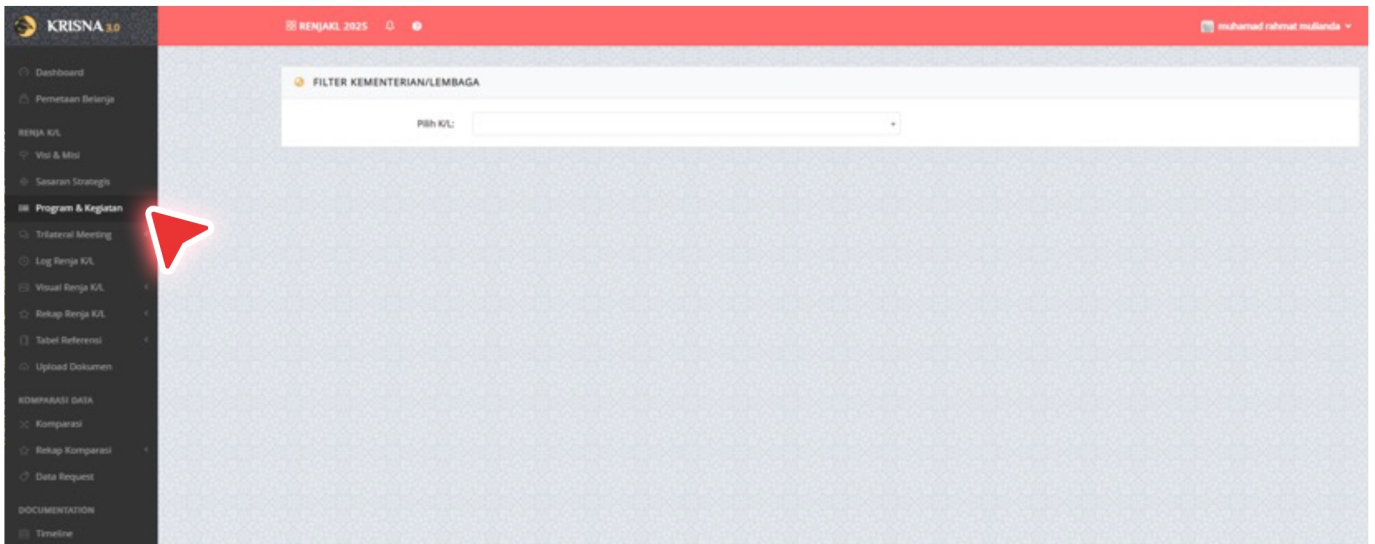 KRISNA 3.0
RENJAKL 2025
muhamad rahmat mulianda
Dashboard
Pemetaan Belanja
RENJA K/L
Visi & Misi
Sasaran Strategis
Program & Kegiatan
Trilateral Meeting
Log Renja K/L
Visual Renja K/L
Rekap Renja K/L
Tabel Referensi
Upload Dokumen
KOMPARASI DATA
Komparasi
Rekap Komparasi
Data Request
DOCUMENTATION
Timeline
FILTER KEMENTERIAN/LEMBAGA
Pilih K/L: